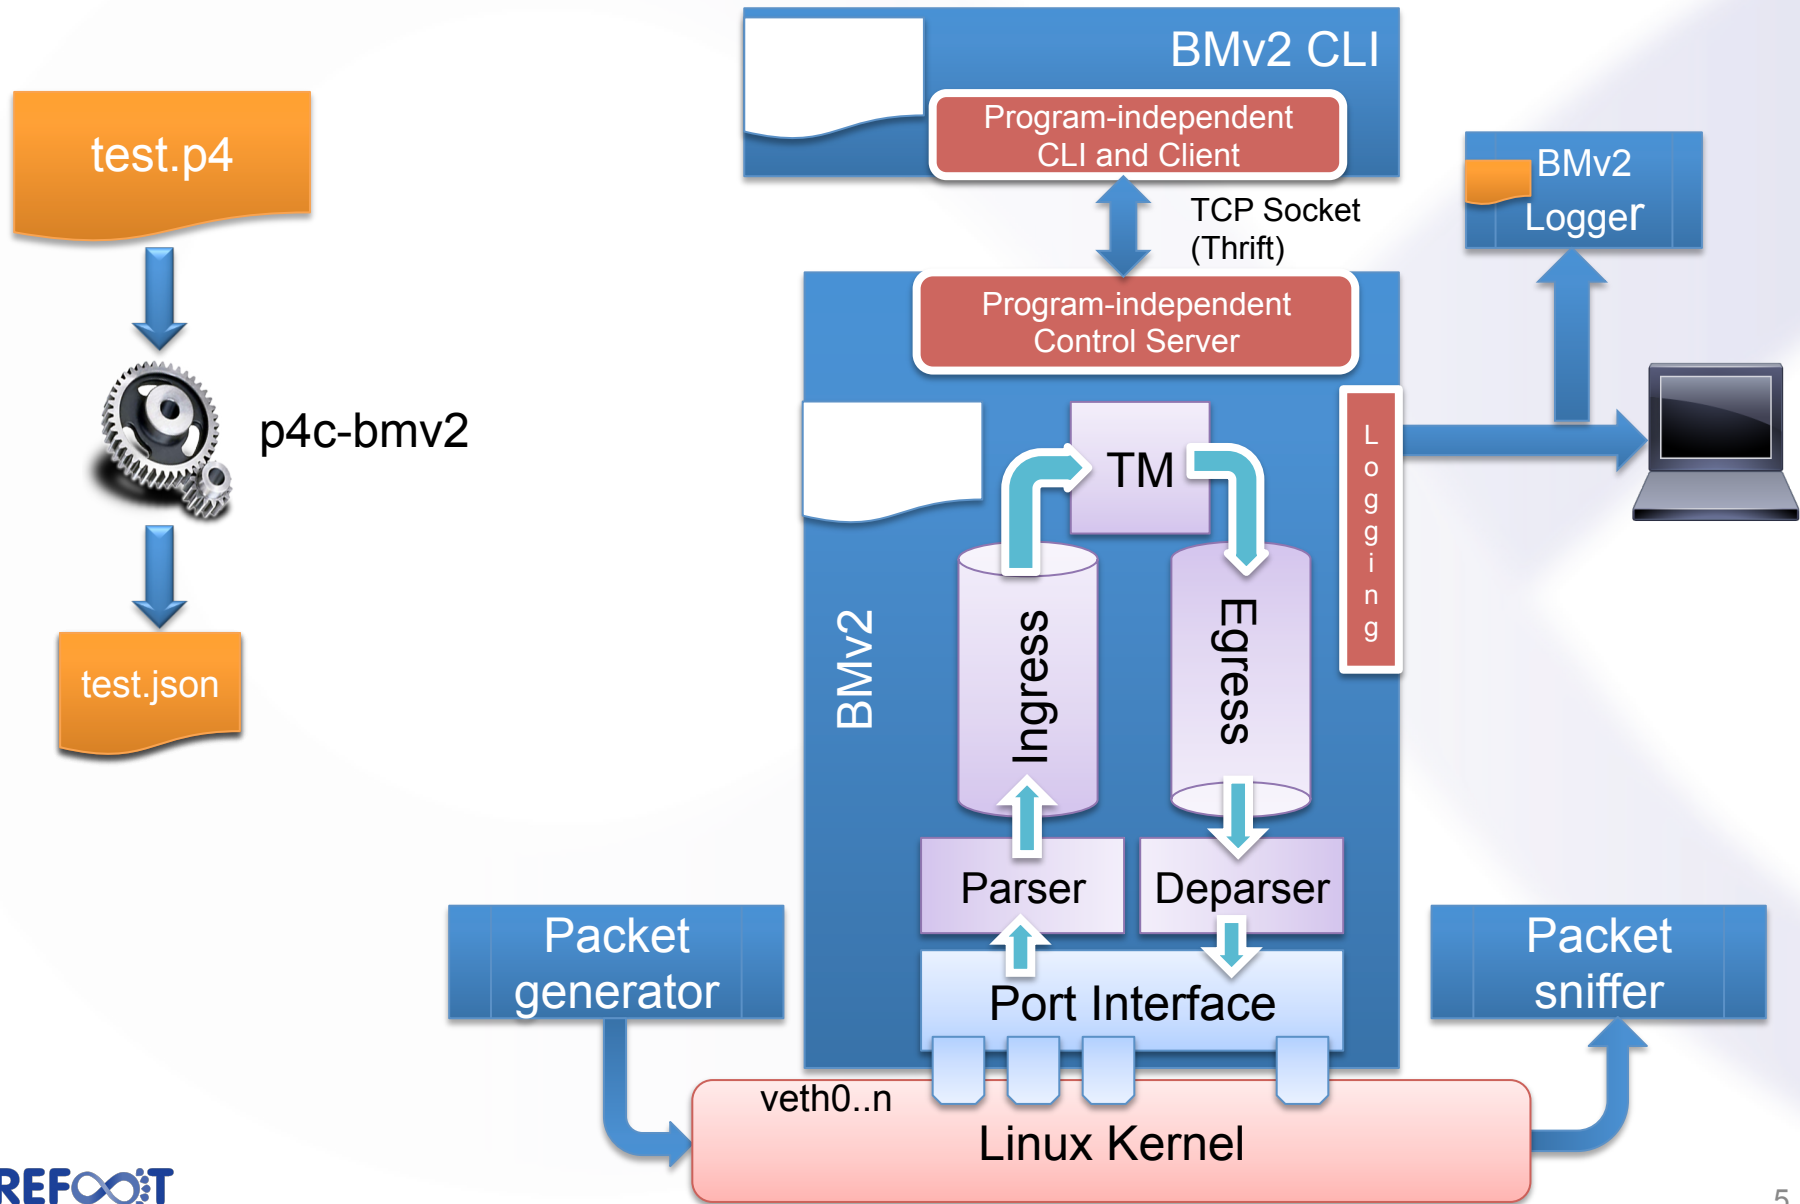 BMv2 CLI
Program-independent
CLI and Client
test.p4
BMv2
Logger
TCP Socket
(Thrift)
Program-independent
Control Server
p4c-bmv2
TM
Logging
BMv2
Ingress
Egress
test.json
Parser
Deparser
Packet
generator
Packet
sniffer
Port Interface
veth0..n
Linux Kernel
REFOOT
5